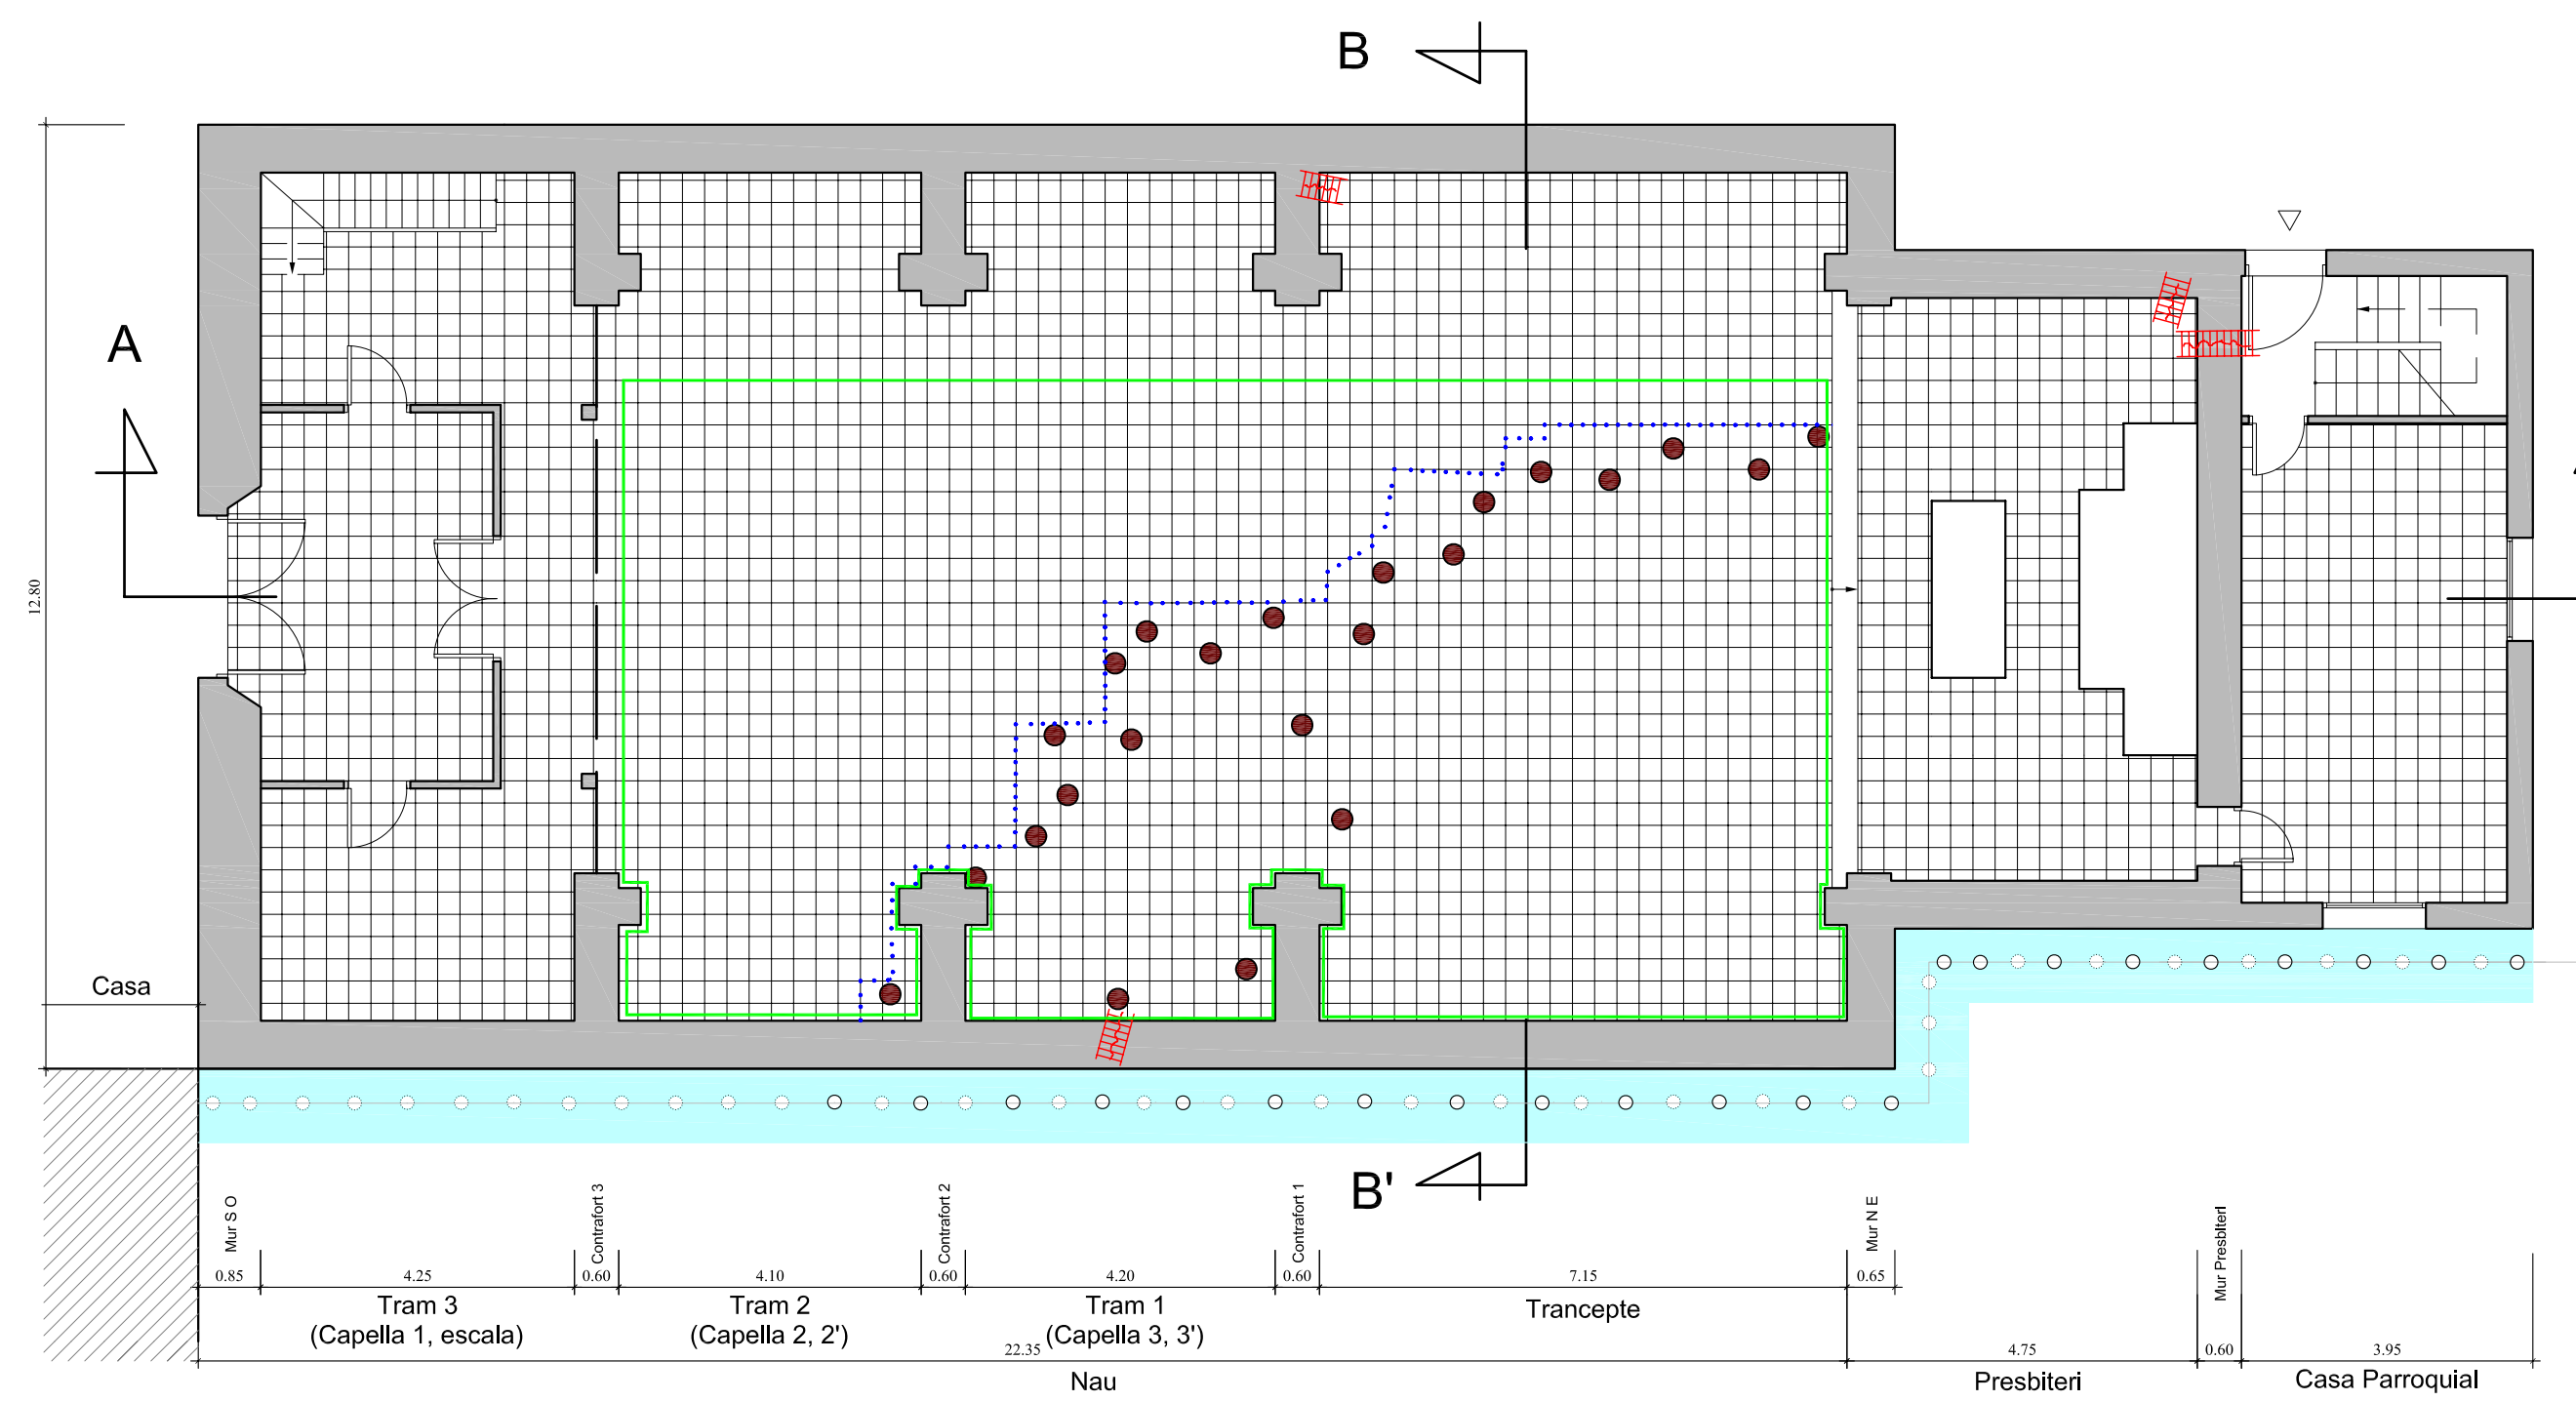 B
A
12.80
Casa
B'
Mur S O
Contrafort 3
Contrafort 2
Contrafort 1
Mur N E
Mur Presbiteri
0.85
4.25
0.60
4.10
0.60
4.20
0.60
7.15
0.65
Tram 3
(Capella 1, escala)
Tram 2
(Capella 2, 2')
Tram 1
(Capella 3, 3')
Trancepte
22.35
4.75
0.60
3.95
Nau
Presbiteri
Casa Parroquial